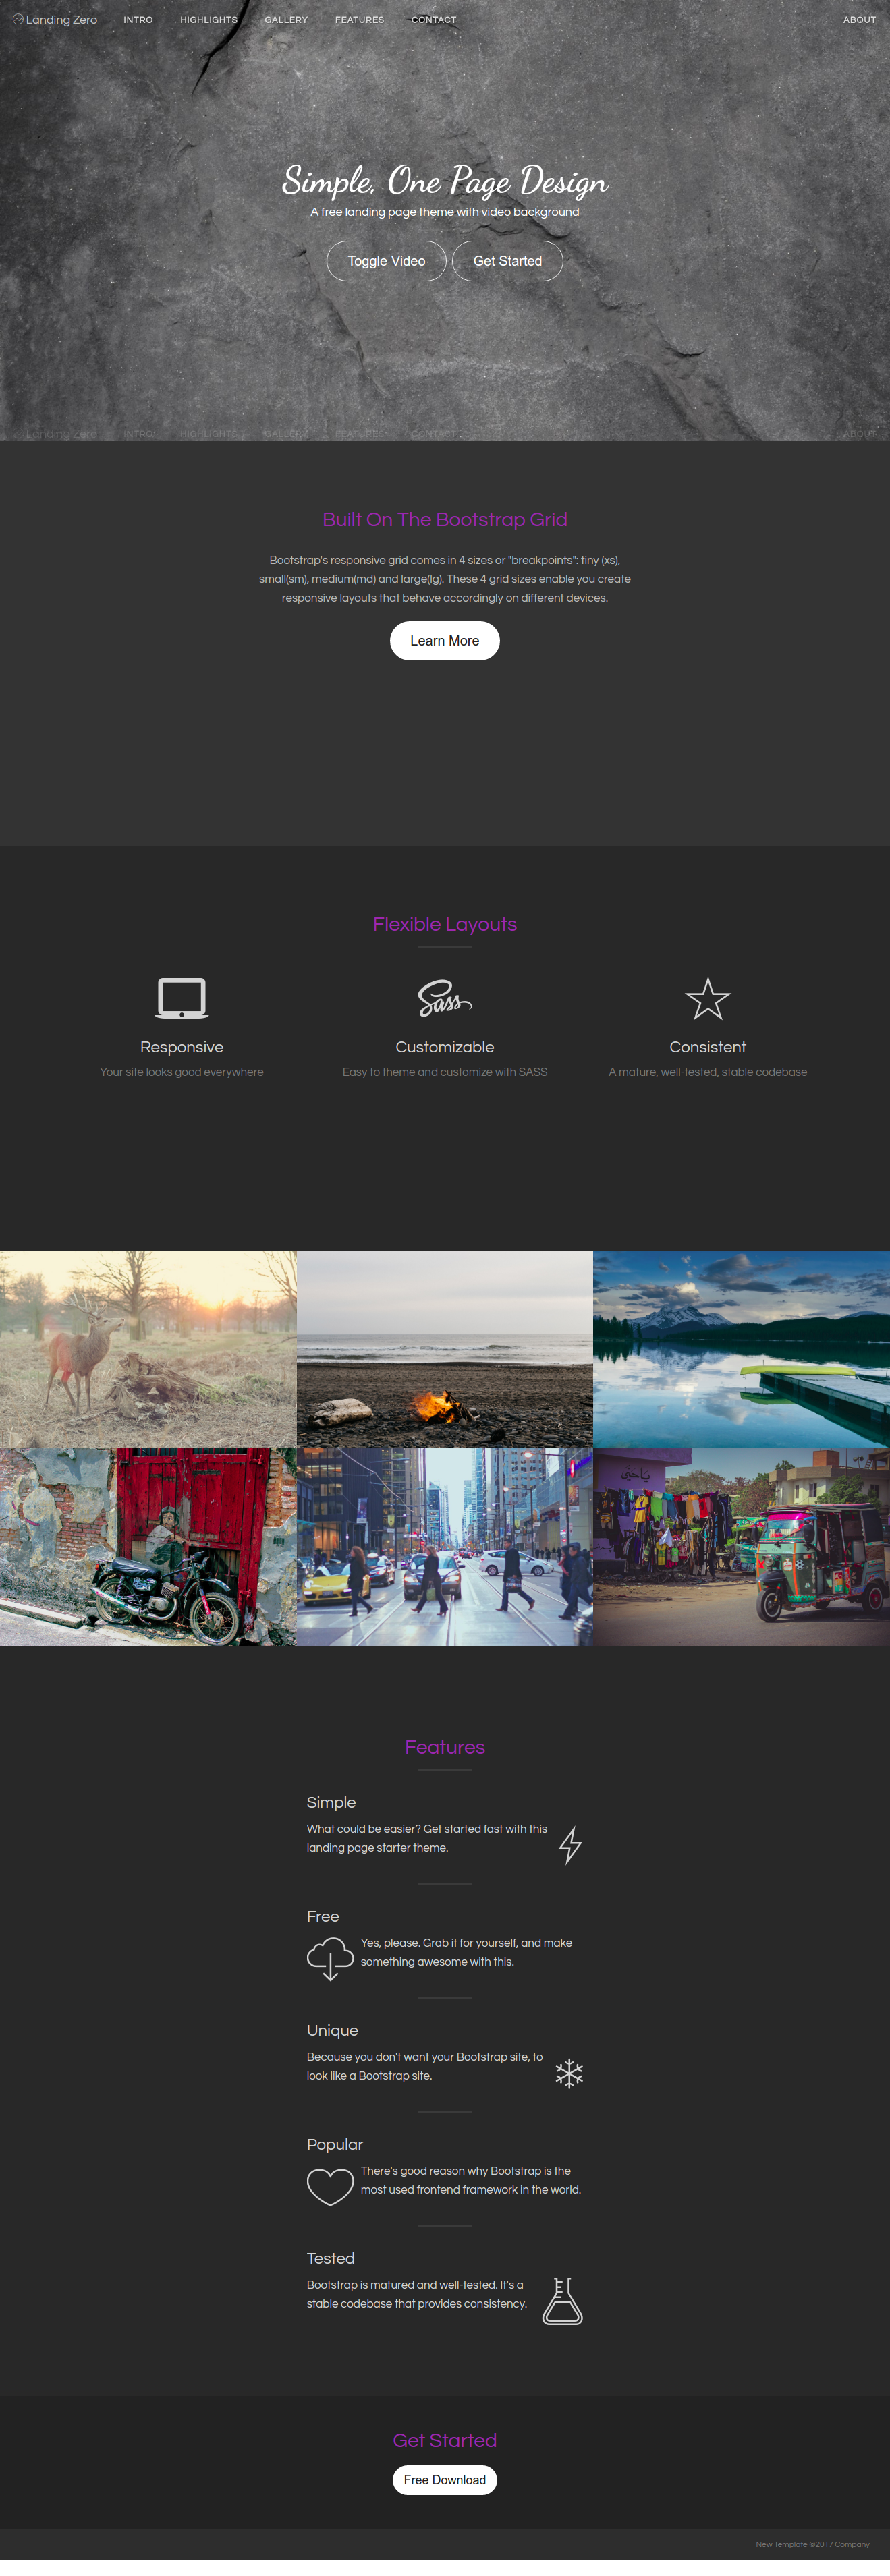 Landing Zero INTRO HIGHLIGHTS GALLERY FEATURES CONTACT ABOUT
Simple, One Page Design
A free landing page theme with video background
Toggle Video Get Started
Landing Zero INTRO HIGHLIGHTS GALLERY FEATURES CONTACT ABOUT
Built On The Bootstrap Grid
Bootstrap's responsive grid comes in 4 sizes or "breakpoints": tiny (xs),
small(sm), medium(md) and large(lg). These 4 grid sizes enable you create
responsive layouts that behave accordingly on different devices.
Learn More
Flexible Layouts
Sass
Responsive Customizable Consistent
Your site looks good everywhere Easy to theme and customize with SASS A mature, well-tested, stable codebase
Features
Simple
What could be easier? Get started fast with this
landing page starter theme.
Free
Yes, please. Grab it for yourself, and make
something awesome with this.
Unique
Because you don't want your Bootstrap site, to
look like a Bootstrap site.
Popular
There's good reason why Bootstrap is the
most used frontend framework in the world.
Tested
Bootstrap is matured and well-tested. It's a
stable codebase that provides consistency.
Get Started
Free Download
New Template ©2017 Company